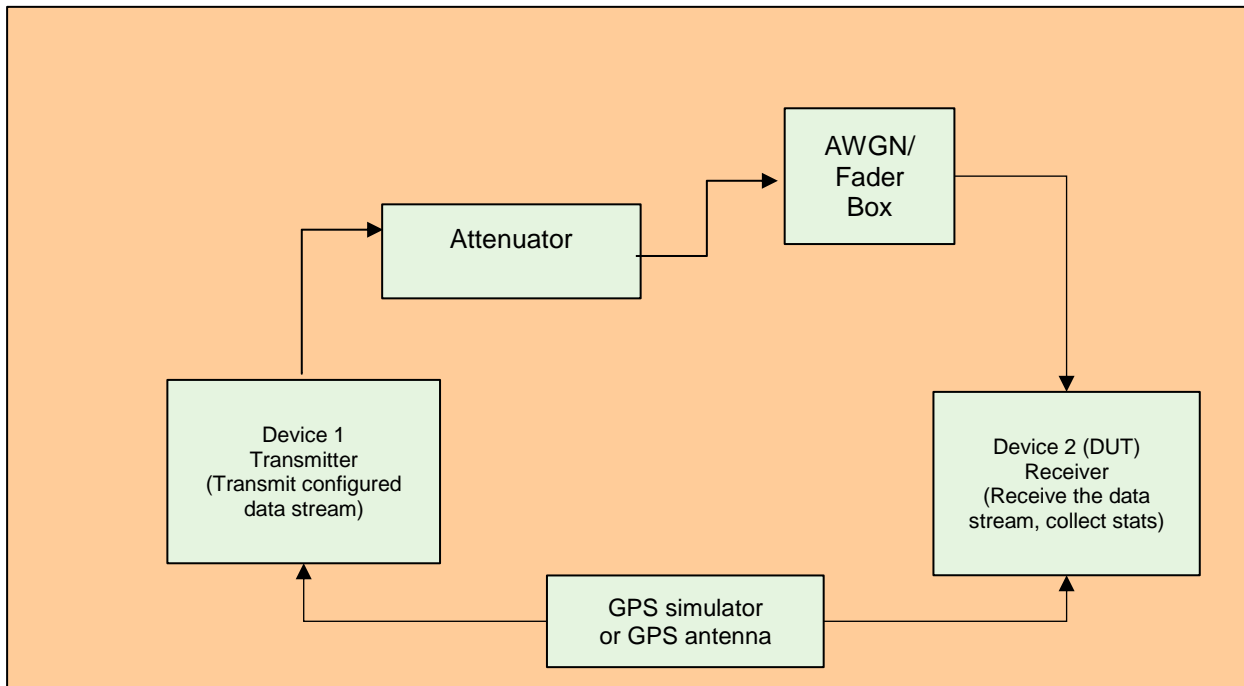 AWGN/
Fader
Box
Attenuator
Device 1
Transmitter
(Transmit configured
data stream)
Device 2 (DUT)
Receiver
(Receive the data
stream, collect stats)
GPS simulator
or GPS antenna